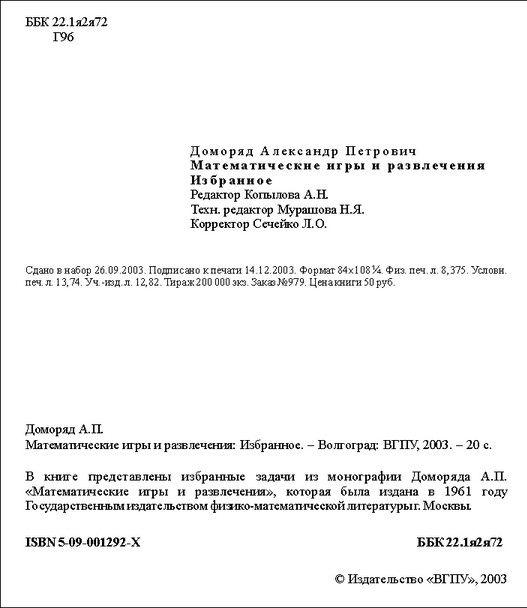 ББК 22.1я2я72
Г96
Доморяд Александр Петрович
Математические игры и развлечения
Избранное
Редактор Копылова А.Н.
Техн. редактор Мурашова Н.Я.
Корректор Сечейко Л.О.
Сдано в набор 26.09.2003. Подписано к печати 14.12.2003. Формат 84х108 ¼. Физ. печ. л. 8,375. Условн.
печ. л. 13,74. Уч.-изд. л. 12,82. Тираж 200 000 экз. Заказ №979. Цена книги 50 руб.
Доморяд А.П.
Математические игры и развлечения: Избранное. – Волгоград: ВГПУ, 2003. – 20 с.
В книге представлены избранные задачи из монографии Доморяда А.П.
«Математические игры и развлечения», которая была издана в 1961 году
Государственным издательством физико-математической литературы г. Москвы.
ISBN 5-09-001292-X ББК 22.1я2я72
© Издательство «ВГПУ», 2003